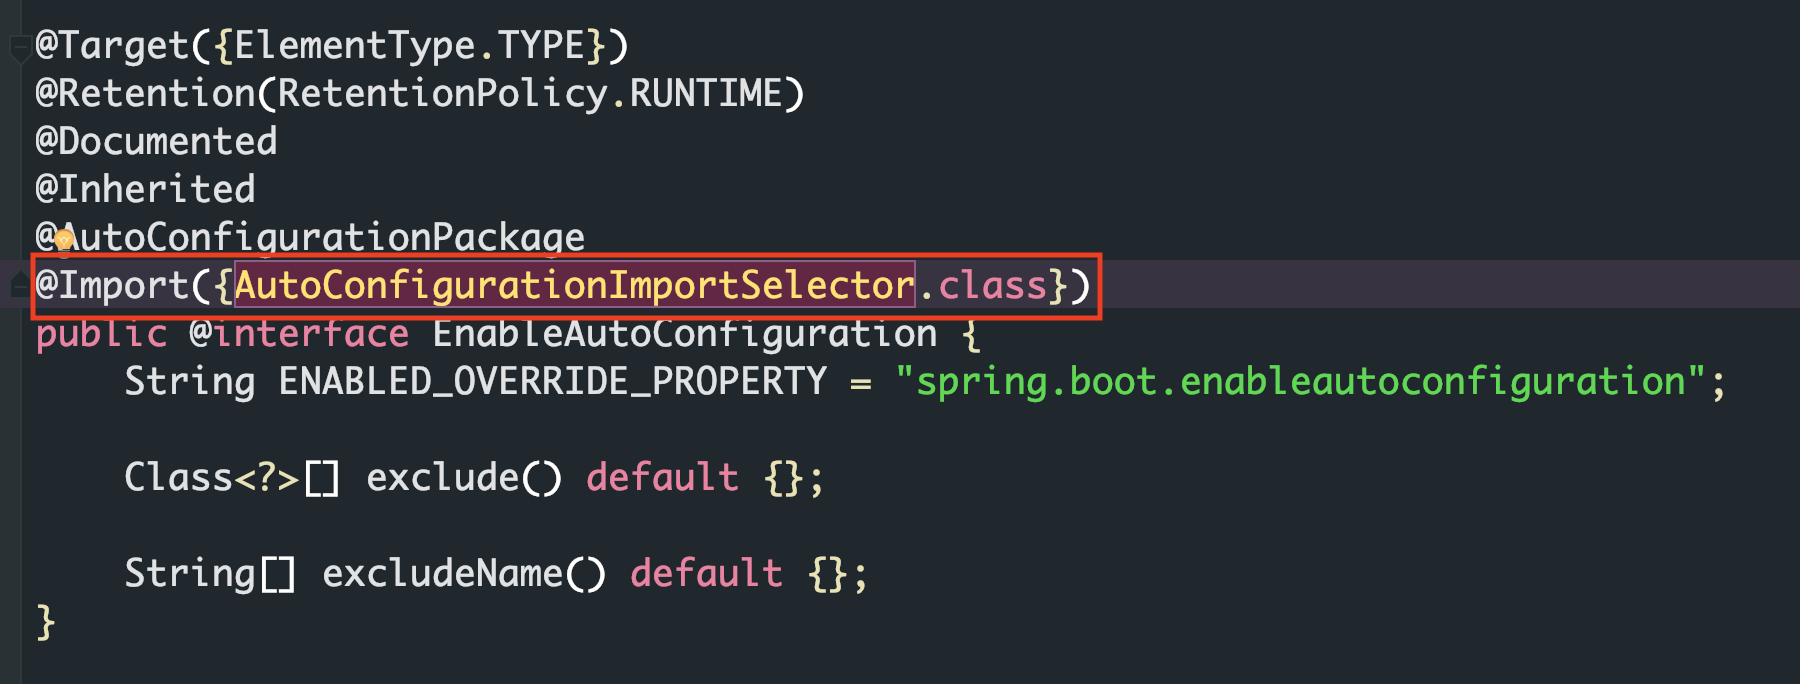 @Target({ElementType.TYPE})
@Retention(RetentionPolicy.RUNTIME)
@Documented
@Inherited
@AutoConfigurationPackage
@Import({AutoConfigurationImportSelector.class})
public @interface EnableAutoConfiguration {
    String ENABLED_OVERRIDE_PROPERTY = "spring.boot.enableautoconfiguration";
    Class<?>[] exclude() default {};
    String[] excludeName() default {};
}